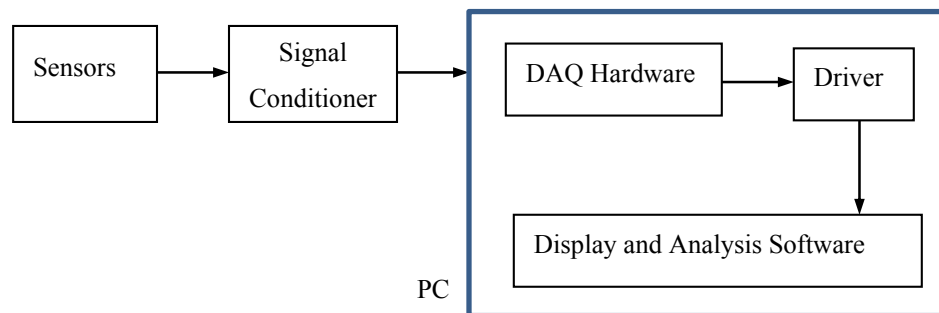 Sensors
Signal
Conditioner
DAQ Hardware
Driver
Display and Analysis Software
PC